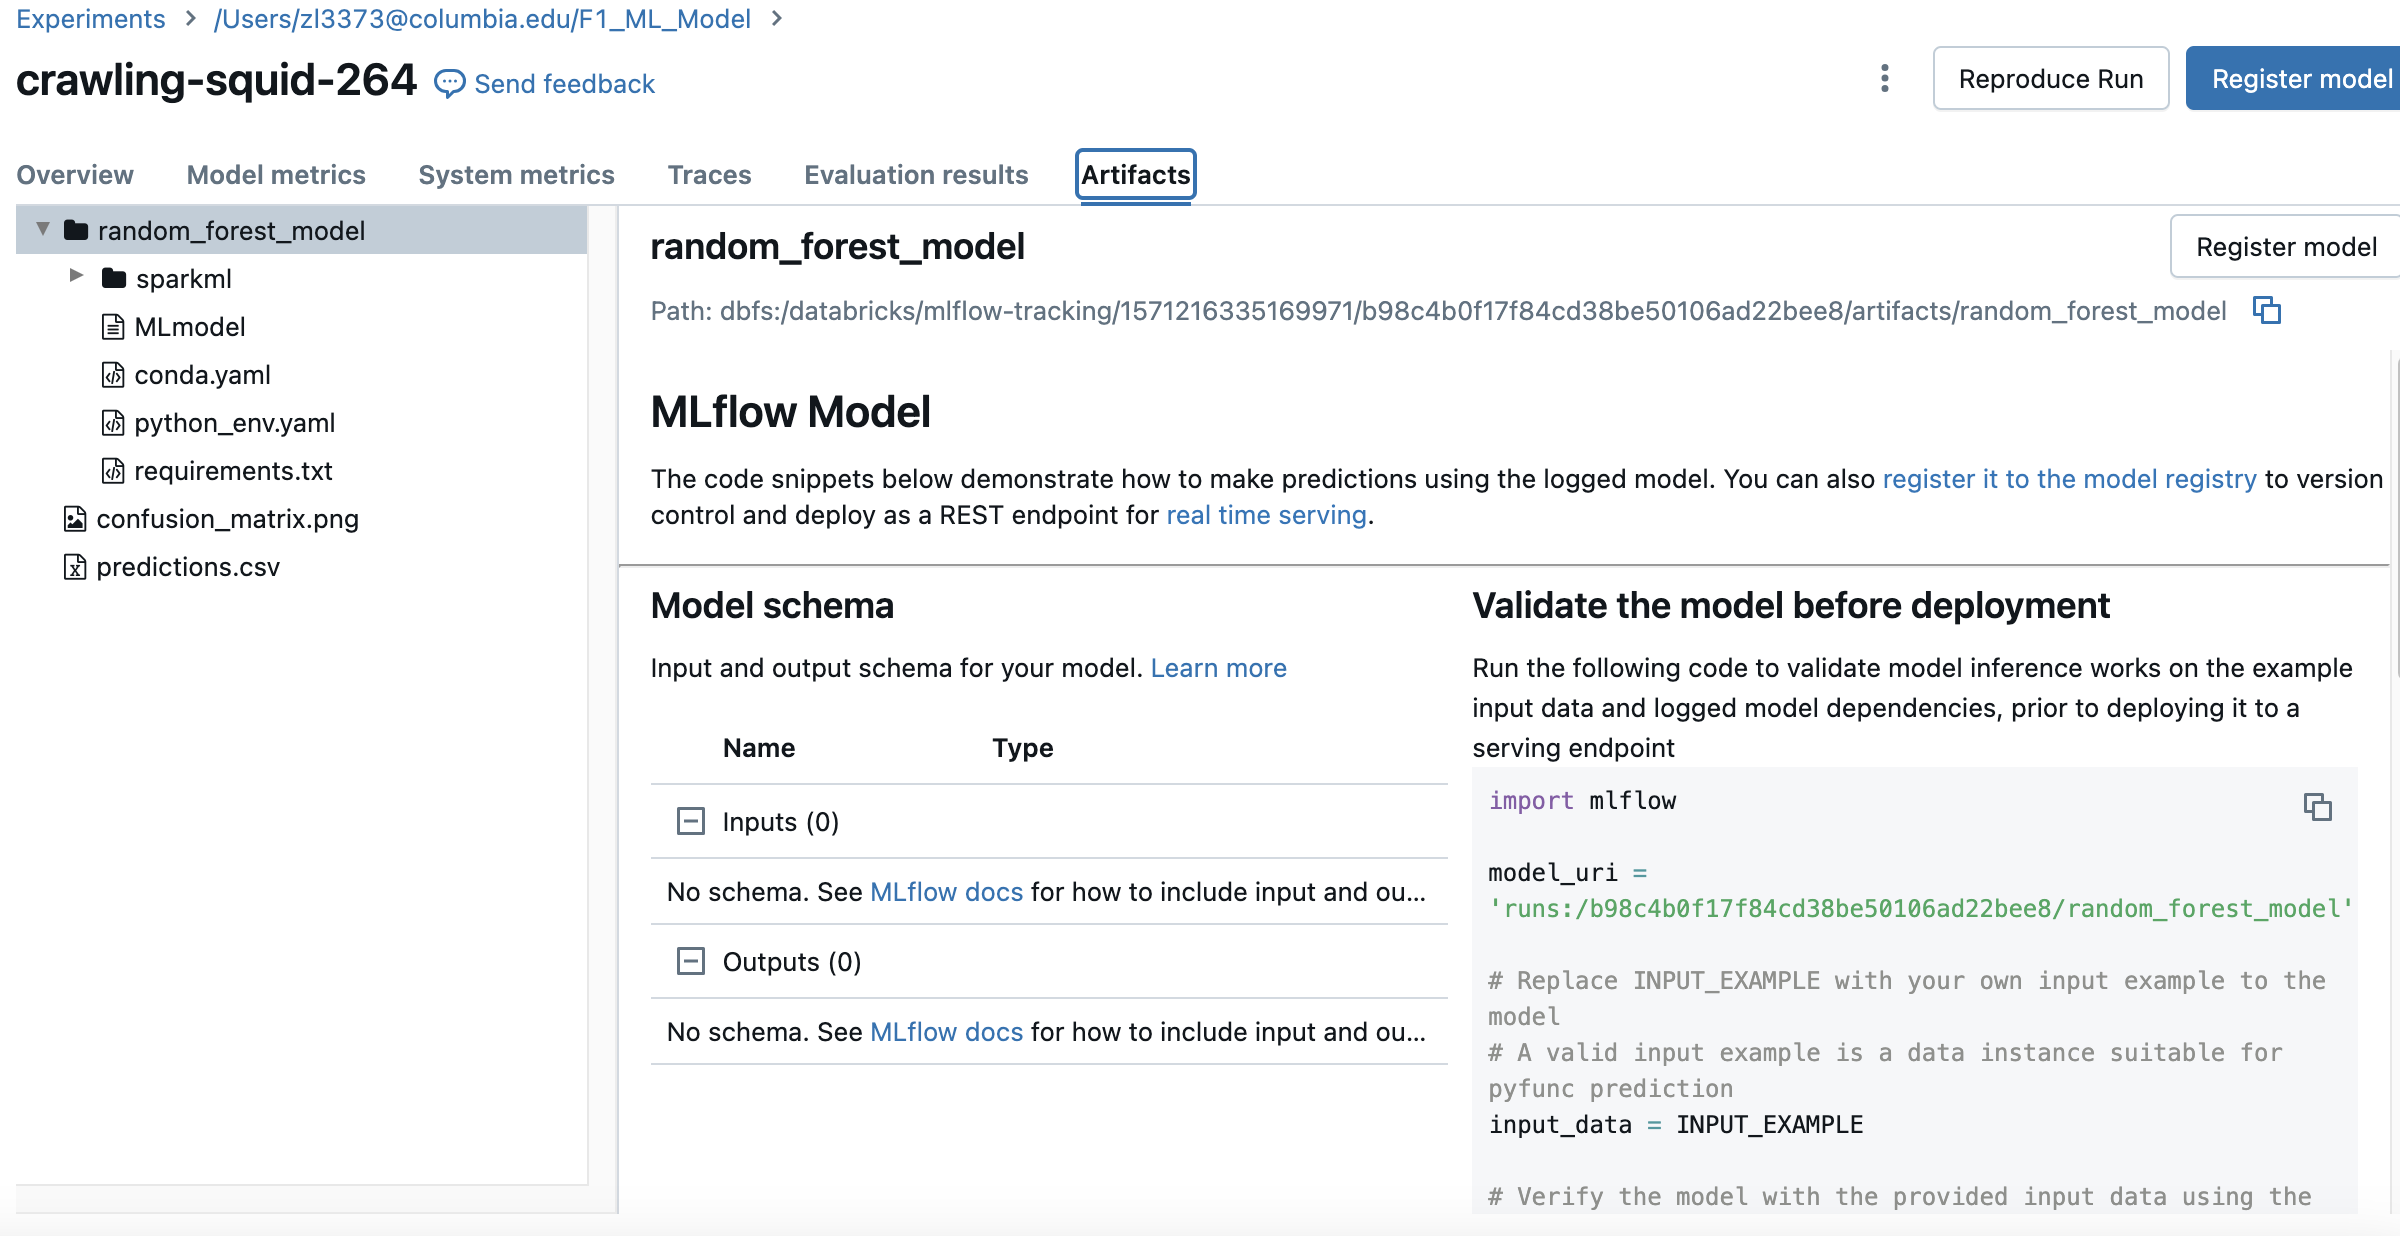 Experiments > /Users/zl3373@columbia.edu/F1_ML_Model >
crawling-squid-264 Send feedback
Reproduce Run
Register model
Overview Model metrics System metrics Traces Evaluation results Artifacts
random_forest_model
sparkml
MLmodel
conda.yaml
python_env.yaml
requirements.txt
confusion_matrix.png
predictions.csv
random_forest_model
Register model
Path: dbfs:/databricks/mlflow-tracking/1571216335169971/b98c4b0f17f84cd38be50106ad22bee8/artifacts/random_forest_model
MLflow Model
The code snippets below demonstrate how to make predictions using the logged model. You can also register it to the model registry to version
control and deploy as a REST endpoint for real time serving.
Model schema
Input and output schema for your model. Learn more
Name Type
Inputs (0)
No schema. See MLflow docs for how to include input and ou...
Outputs (0)
No schema. See MLflow docs for how to include input and ou...
Validate the model before deployment
Run the following code to validate model inference works on the example
input data and logged model dependencies, prior to deploying it to a
serving endpoint
import mlflow
model_uri =
'runs:/b98c4b0f17f84cd38be50106ad22bee8/random_forest_model'
# Replace INPUT_EXAMPLE with your own input example to the
model
# A valid input example is a data instance suitable for
pyfunc prediction
input_data = INPUT_EXAMPLE
# Verify the model with the provided input data using the